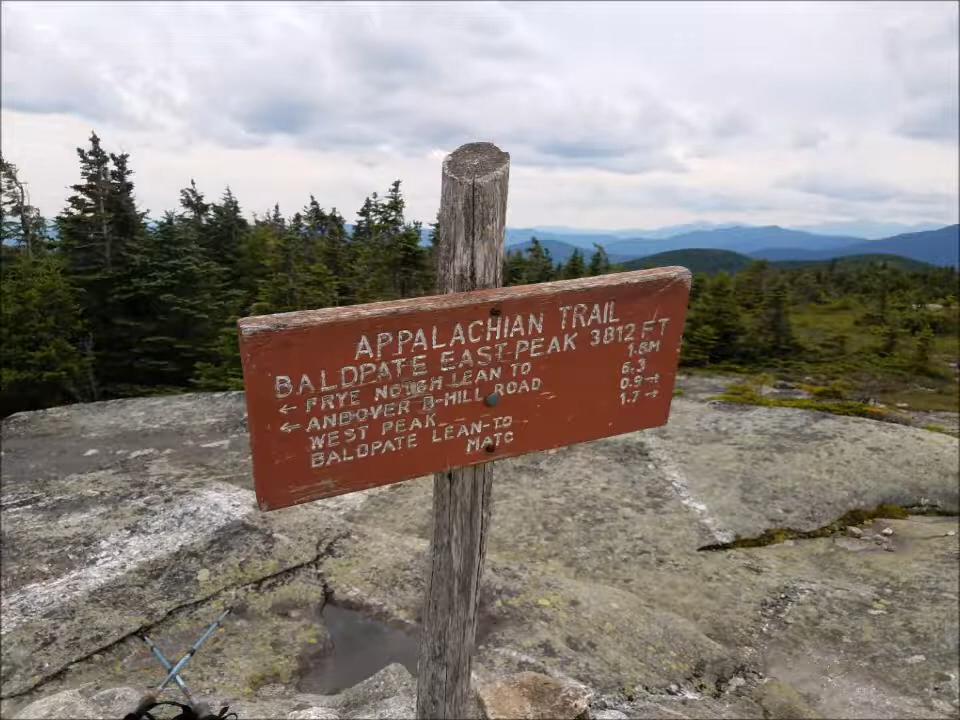 APPALACHIAN TRAIL
BALDPATE EAST PEAK 3812 FT
← FRYE NOTCH LEAN TO 1.8M
← ANDOVER B-HILL ROAD 6.3
WEST PEAK 0.9→
BALDPATE LEAN-TO 1.7→
MATC